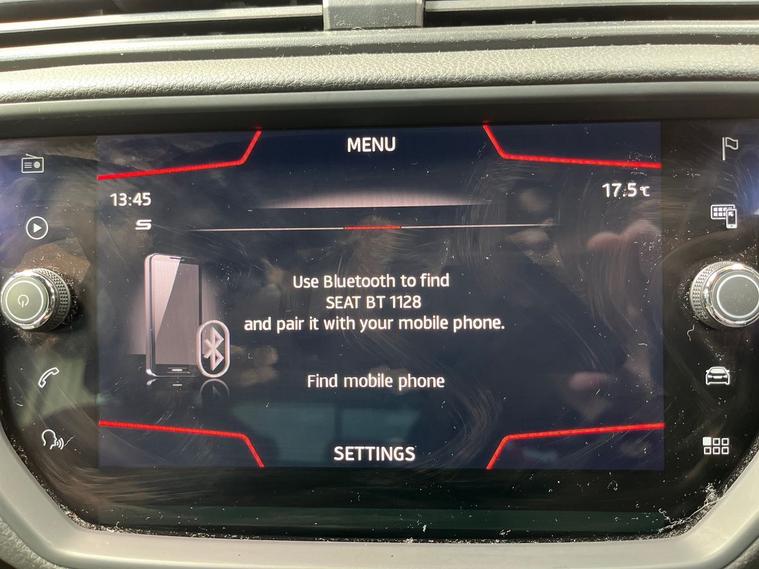 MENU
13:45
17.5°C
Use Bluetooth to find
SEAT BT 1128
and pair it with your mobile phone.
Find mobile phone
SETTINGS